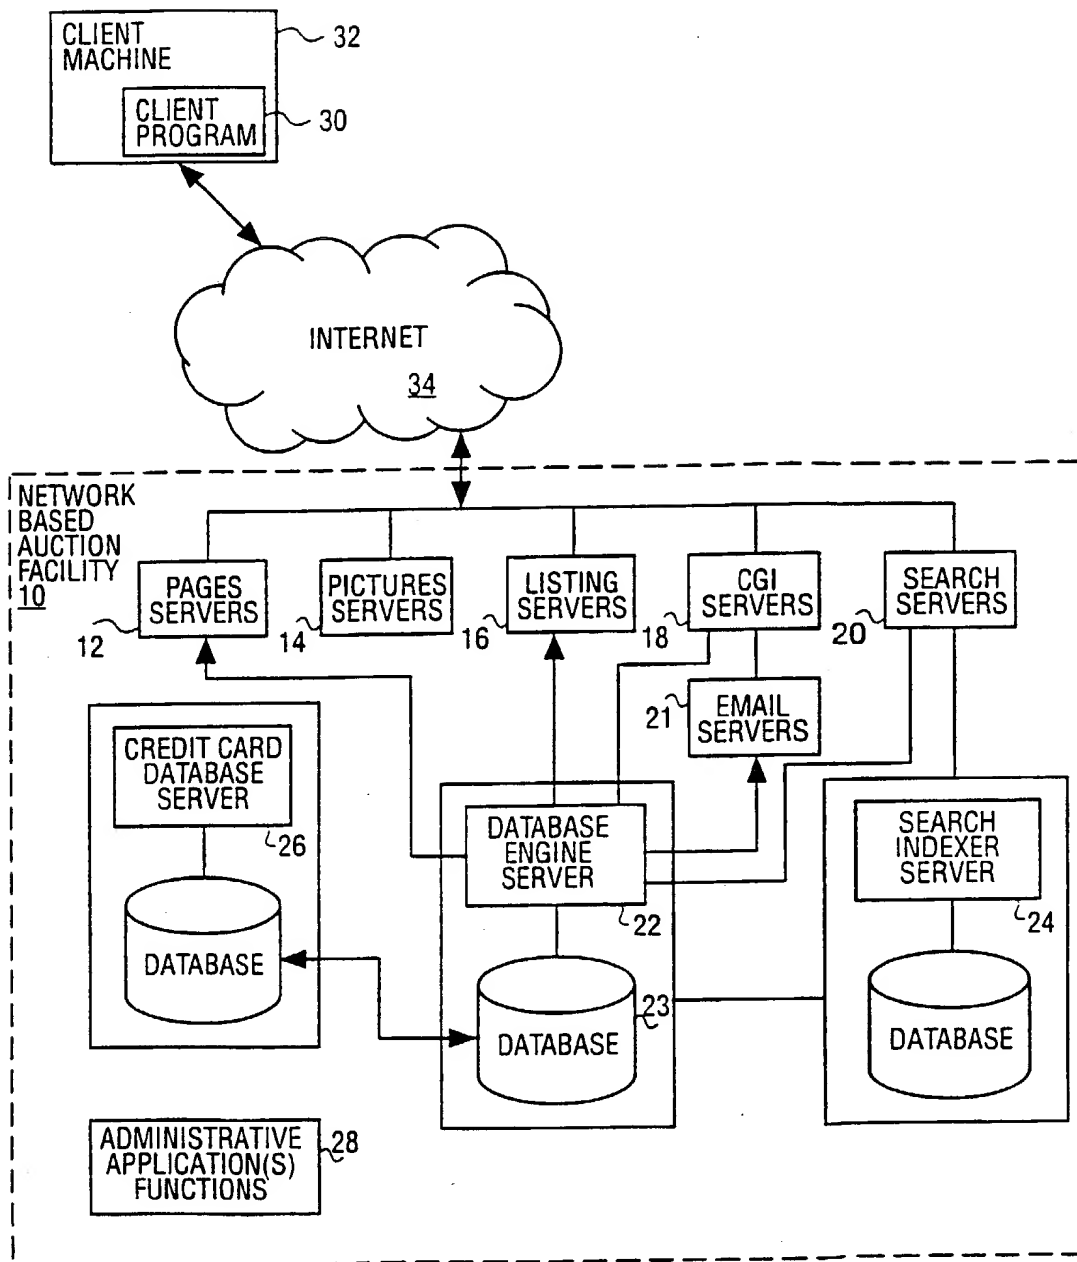 CLIENT
MACHINE
32
CLIENT
PROGRAM
30
INTERNET
34
NETWORK
BASED
AUCTION
FACILITY
10
PAGES
SERVERS
12
PICTURES
SERVERS
14
LISTING
SERVERS
16
CGI
SERVERS
18
SEARCH
SERVERS
20
EMAIL
SERVERS
21
CREDIT CARD
DATABASE
SERVER
26
DATABASE
DATABASE
ENGINE
SERVER
22
DATABASE
23
SEARCH
INDEXER
SERVER
24
DATABASE
ADMINISTRATIVE
APPLICATION(S)
FUNCTIONS
28